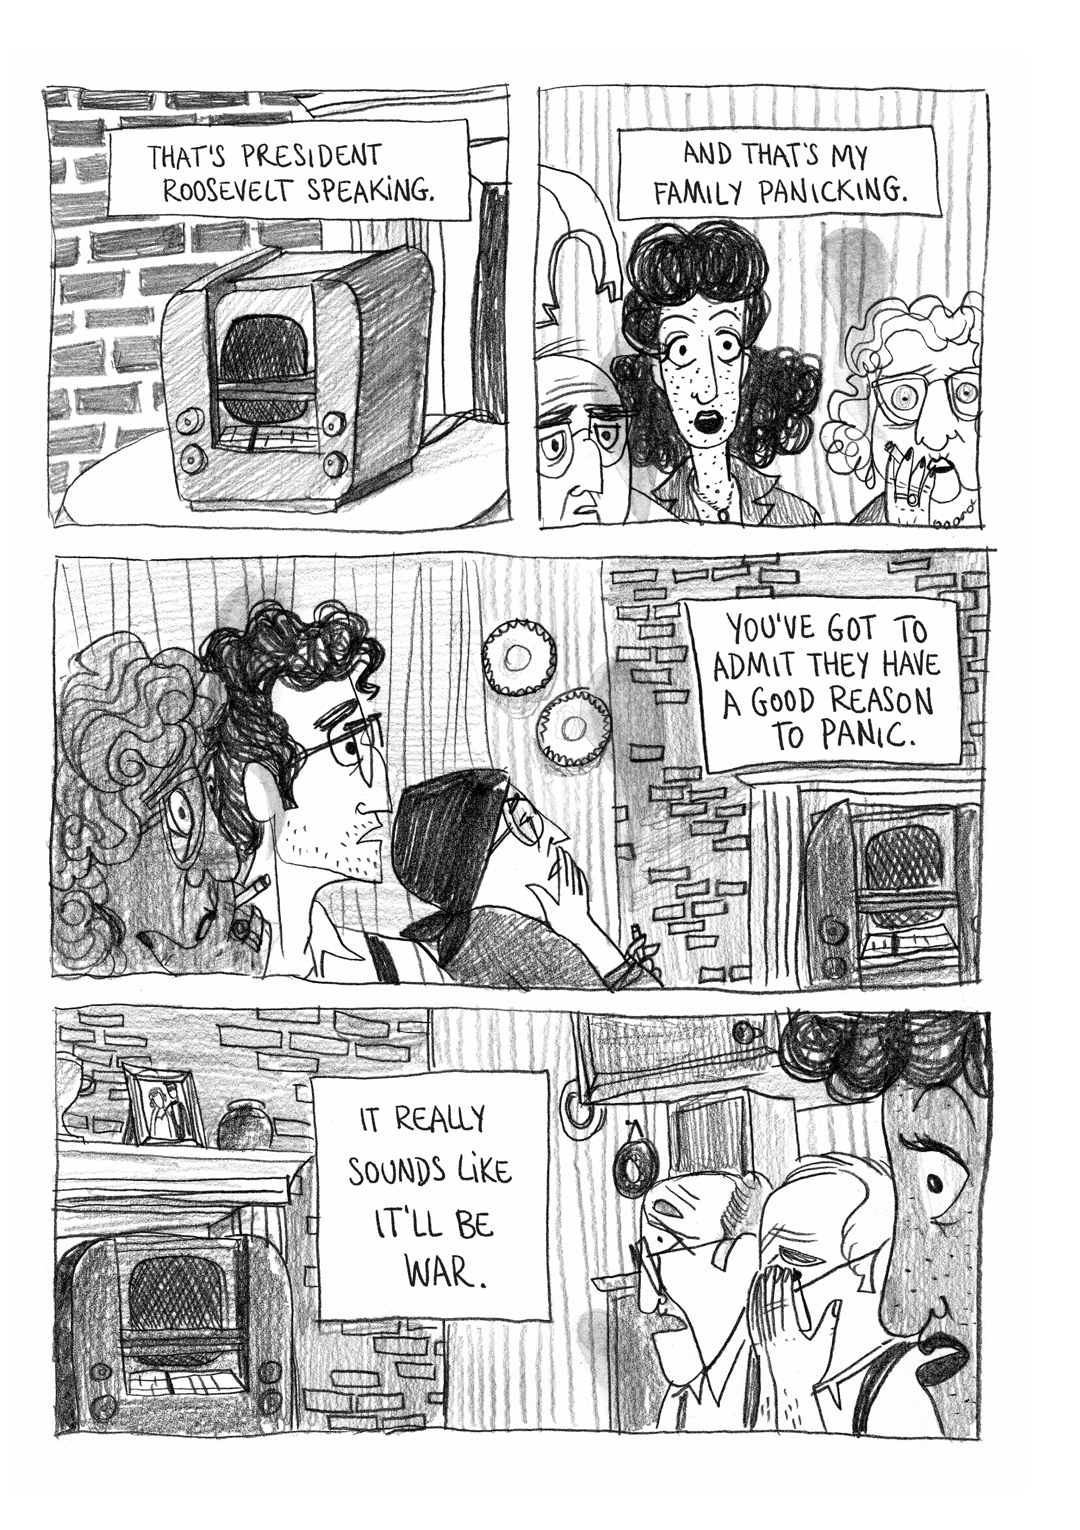 THAT'S PRESIDENT
ROOSEVELT SPEAKING.
AND THAT'S MY
FAMILY PANICKING.
YOU'VE GOT TO
ADMIT THEY HAVE
A GOOD REASON
TO PANIC.
IT REALLY
SOUNDS LIKE
IT'LL BE
WAR.